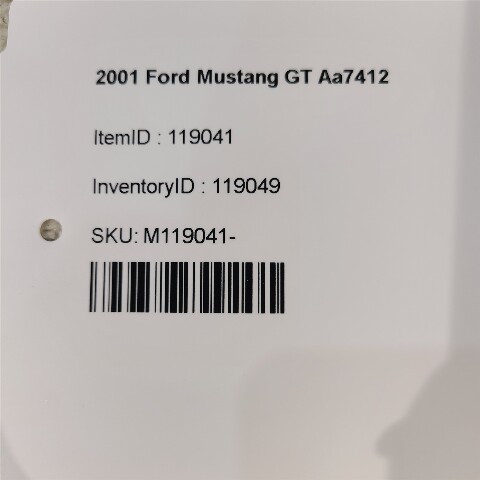 2001 Ford Mustang GT Aa7412
ItemID : 119041
InventoryID : 119049
SKU: M119041-